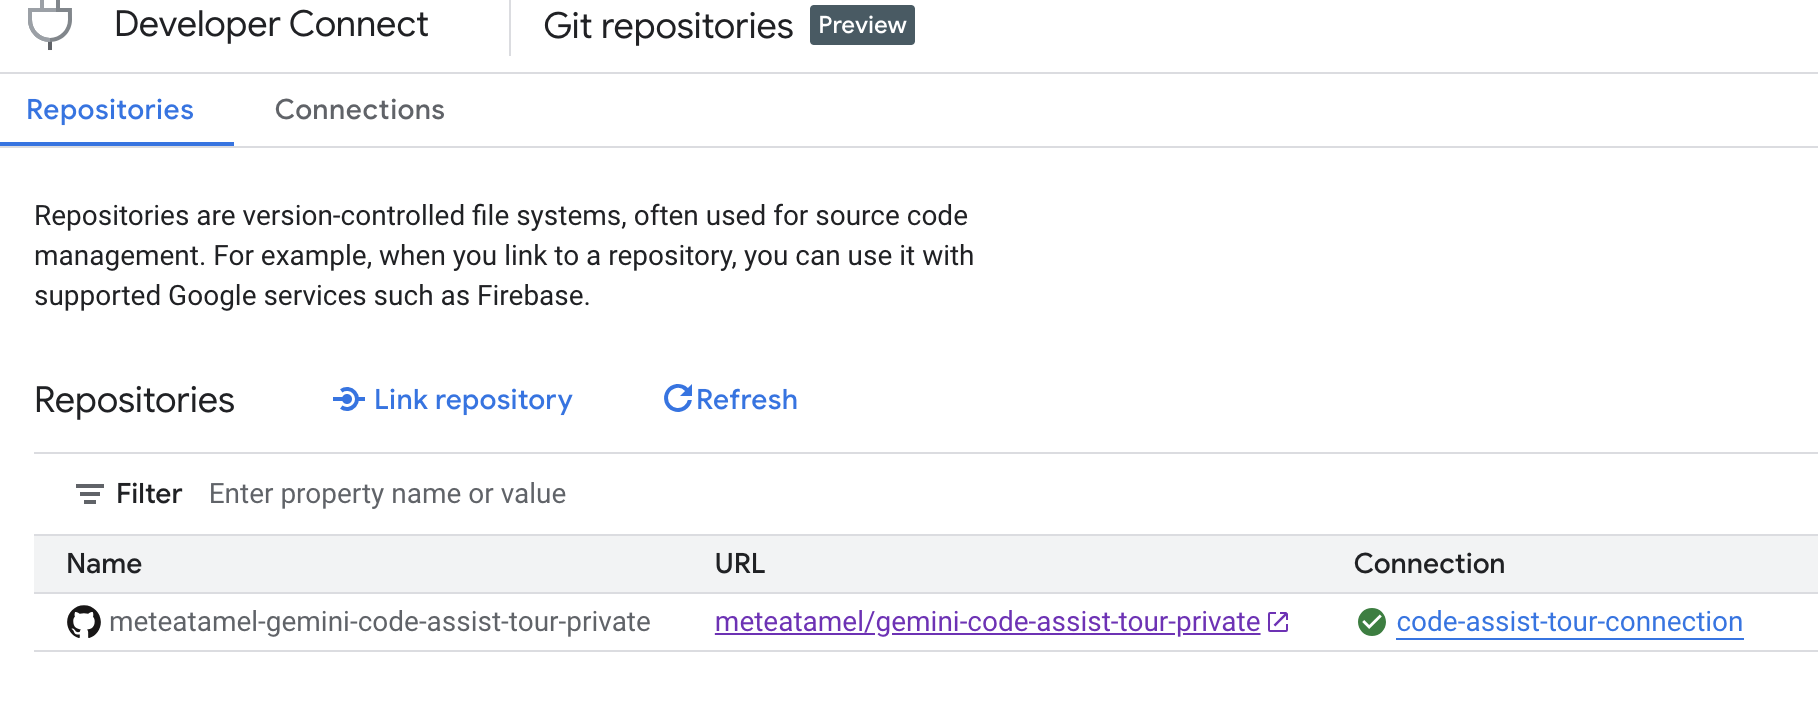 Developer Connect
Git repositories Preview
Repositories Connections
Repositories are version-controlled file systems, often used for source code
management. For example, when you link to a repository, you can use it with
supported Google services such as Firebase.
Repositories Link repository Refresh
Filter Enter property name or value
Name URL Connection
meteatamel-gemini-code-assist-tour-private meteatamel/gemini-code-assist-tour-private code-assist-tour-connection